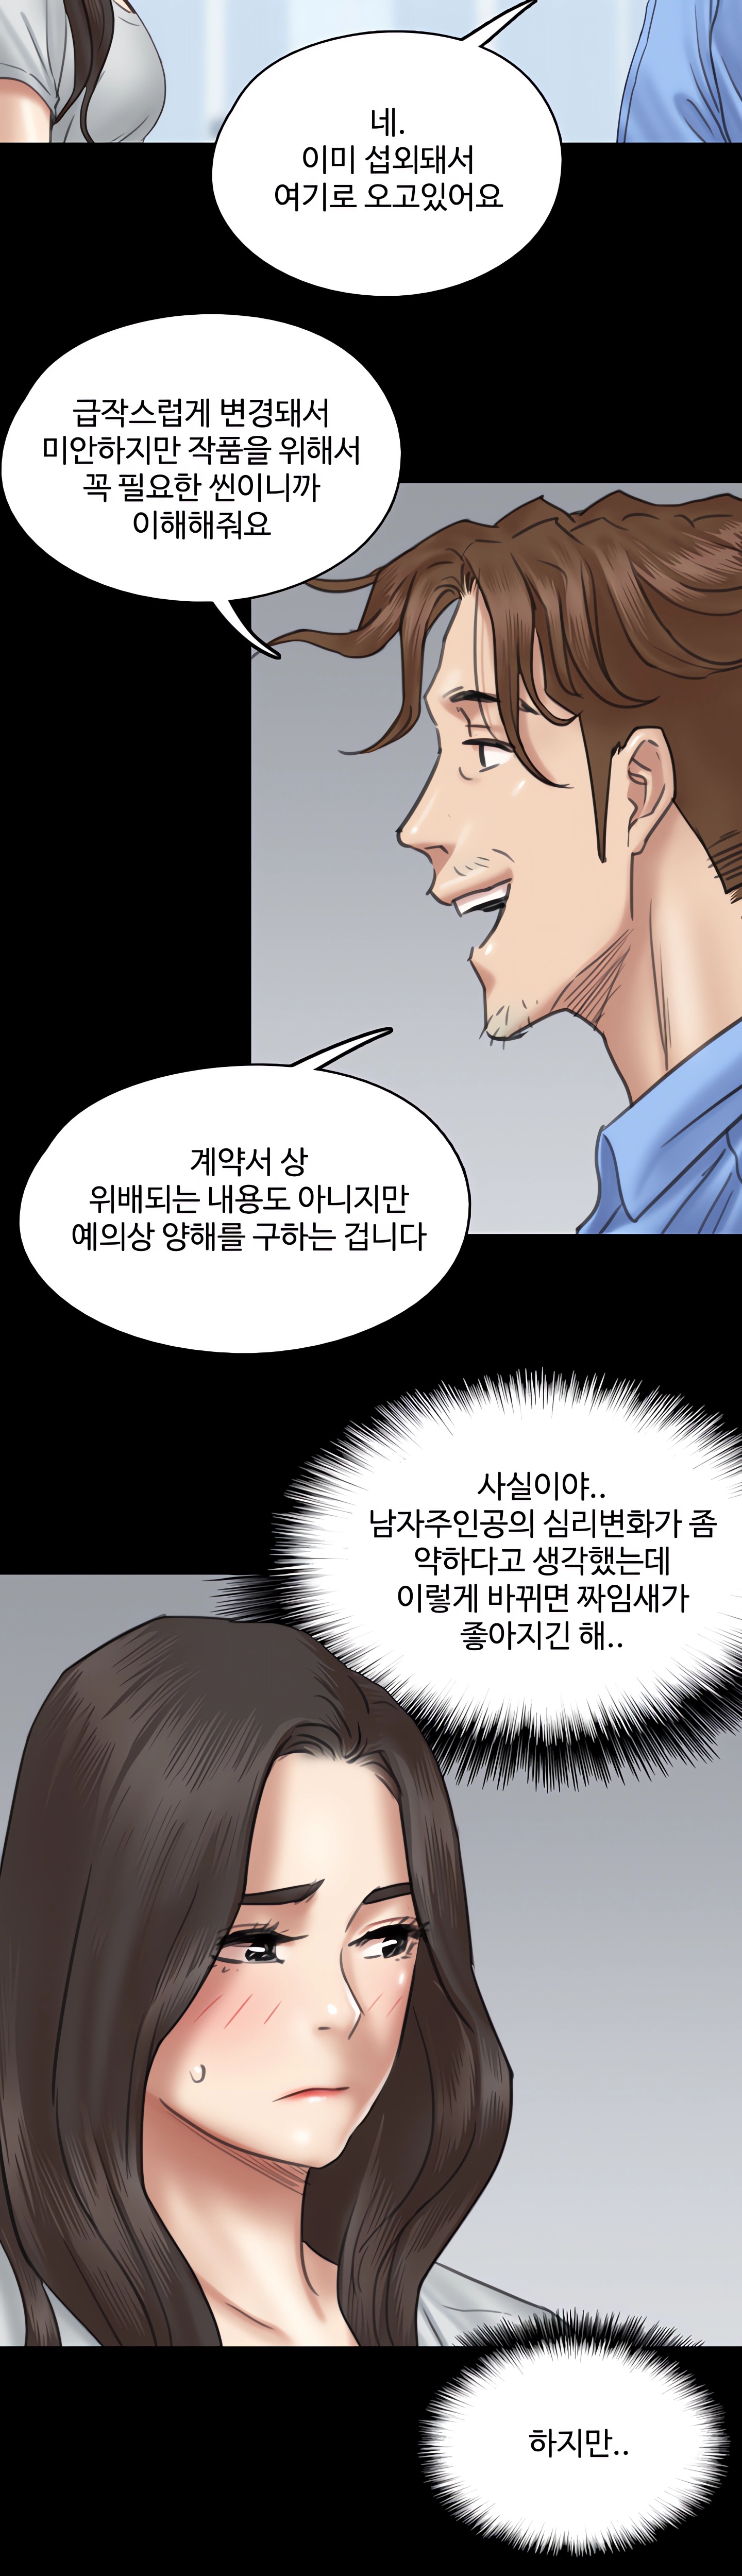 네.
이미 섭외돼서
여기로 오고있어요
급작스럽게 변경돼서
미안하지만 작품을 위해서
꼭 필요한 씬이니까
이해해줘요
계약서 상
위배되는 내용도 아니지만
예의상 양해를 구하는 겁니다
사실이야..
남자주인공의 심리변화가 좀
약하다고 생각했는데
이렇게 바뀌면 짜임새가
좋아지긴 해..
하지만..